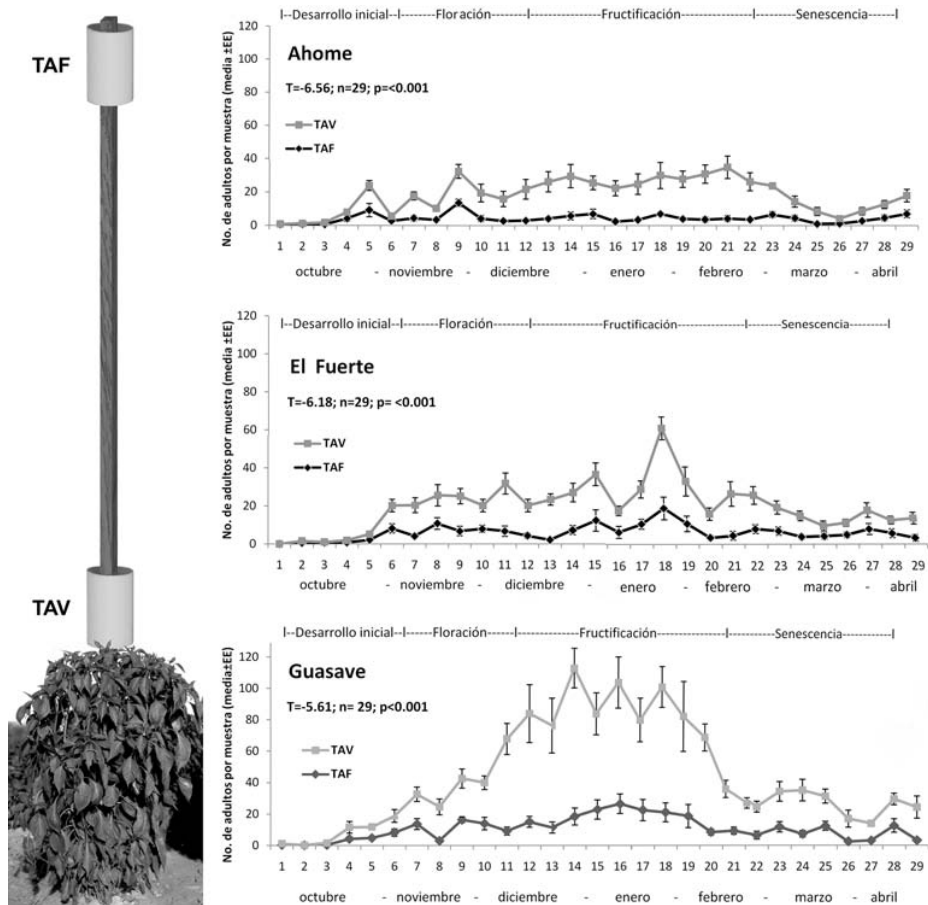 TAF
TAV
I--Desarrollo inicial--I-------Floración--------I-------------------Fructificación-------------------I------------Senescencia-----------I
Ahome
T=-6.56; n=29; p=<0.001
TAV
TAF
No. de adultos por muestra (media ±EE)
120
100
80
60
40
20
0
1 2 3 4 5 6 7 8 9 10 11 12 13 14 15 16 17 18 19 20 21 22 23 24 25 26 27 28 29
octubre - noviembre - diciembre - enero - febrero - marzo - abril
I--Desarrollo inicial--I-------Floración--------I-------------------Fructificación-------------------I------------Senescencia-----------I
El Fuerte
T=-6.18; n=29; p= <0.001
TAV
TAF
No. de adultos por muestra (media ±EE)
120
100
80
60
40
20
0
1 2 3 4 5 6 7 8 9 10 11 12 13 14 15 16 17 18 19 20 21 22 23 24 25 26 27 28 29
octubre - noviembre - diciembre - enero - febrero - marzo - abril
I--Desarrollo inicial--I-------Floración--------I-------------------Fructificación-------------------I------------Senescencia-----------I
Guasave
T=-5.61; n= 29; p<0.001
TAV
TAF
No. de adultos por muestra (media±EE)
120
100
80
60
40
20
0
1 2 3 4 5 6 7 8 9 10 11 12 13 14 15 16 17 18 19 20 21 22 23 24 25 26 27 28 29
octubre - noviembre - diciembre - enero - febrero - marzo - abril